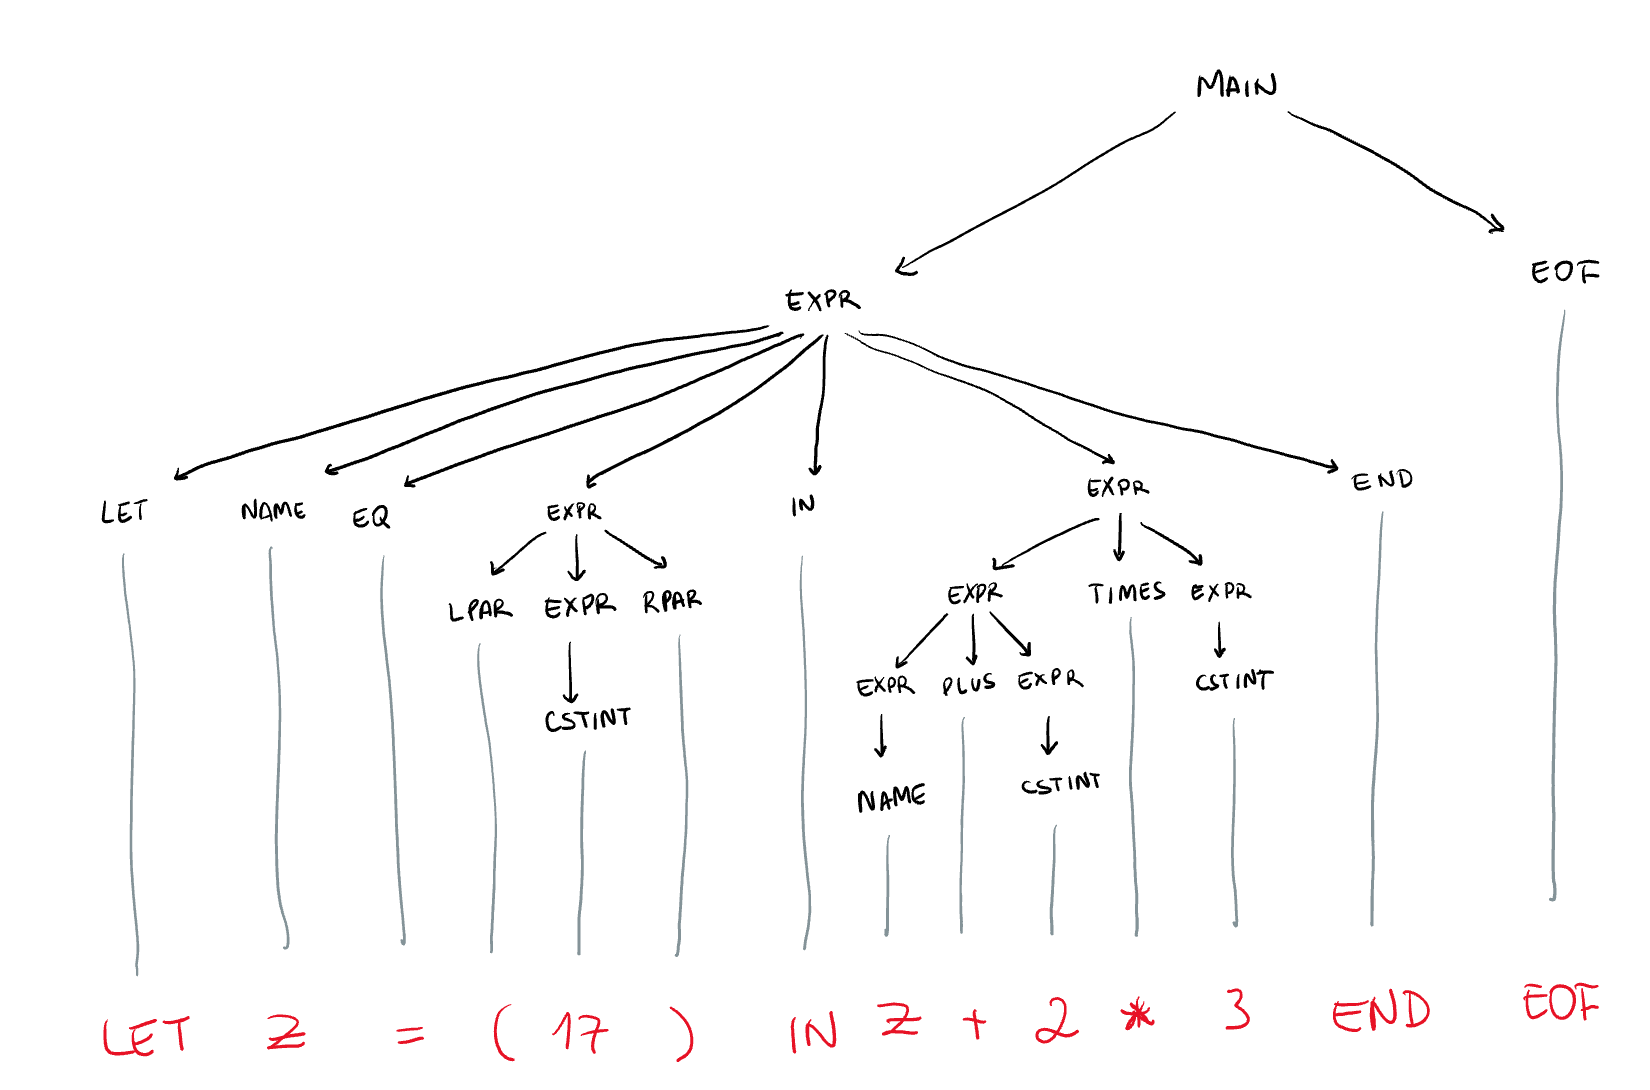 MAIN
EOF
EXPR
LET NAME EQ EXPR IN EXPR END
LPAR EXPR RPAR EXPR TIMES EXPR
CSTINT EXPR PLUS EXPR CSTINT
NAME CSTINT
LET Z = ( 17 ) IN Z + 2 * 3 END EOF